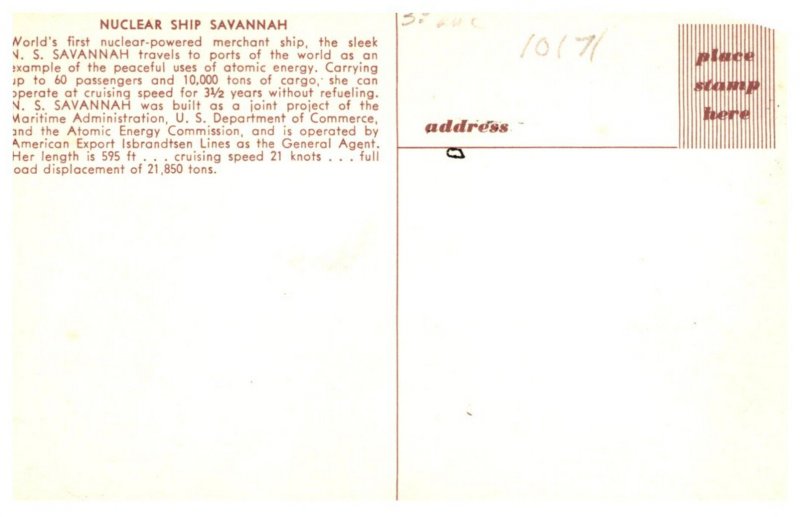 NUCLEAR SHIP SAVANNAH
World's first nuclear-powered merchant ship, the sleek
N. S. SAVANNAH travels to ports of the world as an
example of the peaceful uses of atomic energy. Carrying
up to 60 passengers and 10,000 tons of cargo, she can
operate at cruising speed for 3½ years without refueling.
N. S. SAVANNAH was built as a joint project of the
Maritime Administration, U. S. Department of Commerce,
and the Atomic Energy Commission, and is operated by
American Export Isbrandtsen Lines as the General Agent.
Her length is 595 ft . . . cruising speed 21 knots . . . full
oad displacement of 21,850 tons.
address
place
stamp
here